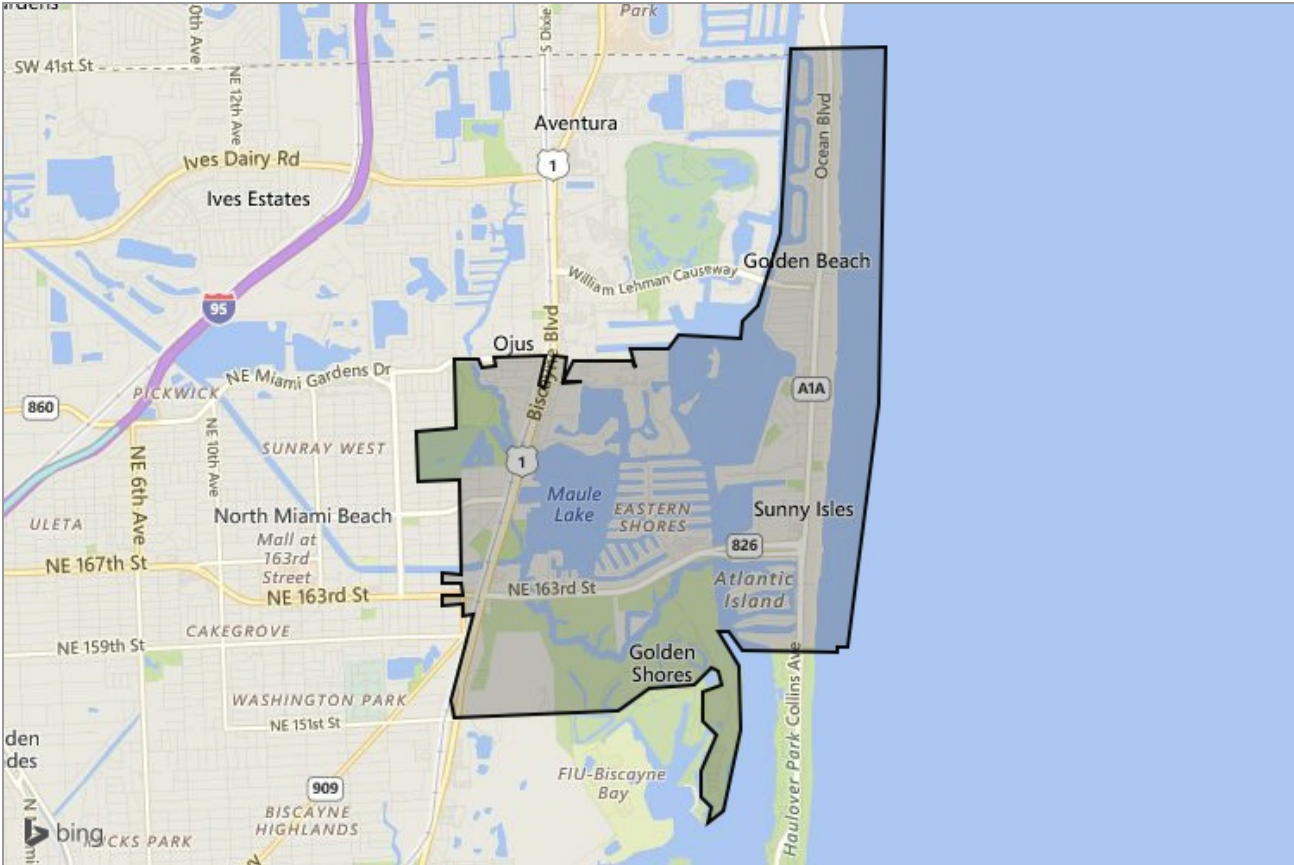 SW 41st St
0th Ave
NE 12th Ave
S Dixie
Park
Aventura
1
Ives Dairy Rd
Ives Estates
Ocean Blvd
William Lehman Causeway
Golden Beach
95
Biscayne Blvd
Ojus
NE Miami Gardens Dr
PICKWICK
860
A1A
NE 10th Ave
SUNRAY WEST
NE 6th Ave
1
Maule
Lake
EASTERN
SHORES
Sunny Isles
ULETA
North Miami Beach
Mall at
163rd
Street
826
NE 167th St
NE 163rd St
NE 163rd St
Atlantic
Island
CAKEGROVE
NE 159th St
Golden
Shores
WASHINGTON PARK
NE 151st St
Haulover Park
Collins Ave
den
des
FIU-Biscayne
Bay
909
BISCAYNE
HIGHLANDS
bing
CKS PARK